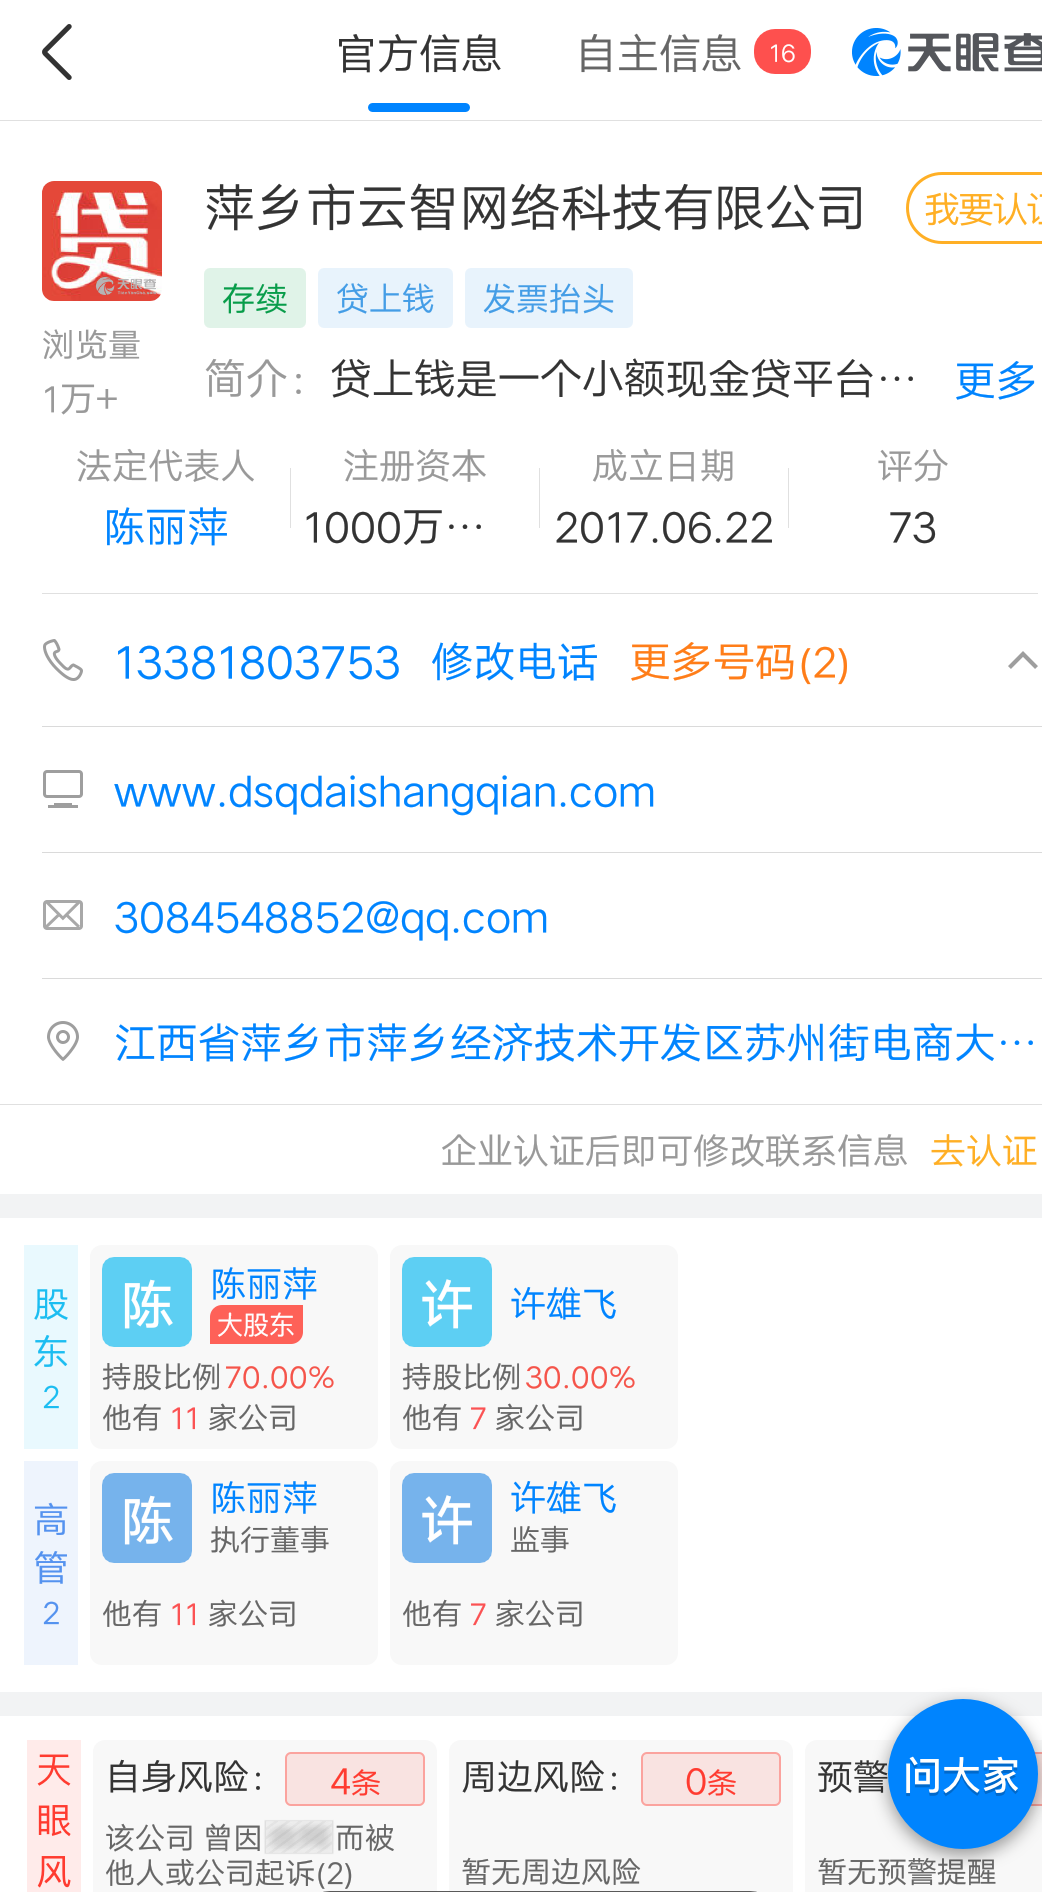 官方信息 自主信息 16 天眼查
贷
天眼查
萍乡市云智网络科技有限公司 我要认证
存续 贷上钱 发票抬头
浏览量
1万+
简介: 贷上钱是一个小额现金贷平台… 更多
法定代表人 注册资本 成立日期 评分
陈丽萍 1000万… 2017.06.22 73
13381803753 修改电话 更多号码(2)
www.dsqdaishangqian.com
3084548852@qq.com
江西省萍乡市萍乡经济技术开发区苏州街电商大…
企业认证后即可修改联系信息 去认证
股东2
陈 陈丽萍
大股东
持股比例70.00%
他有 11 家公司
许 许雄飞
持股比例30.00%
他有 7 家公司
高管2
陈 陈丽萍
执行董事
他有 11 家公司
许 许雄飞
监事
他有 7 家公司
天眼风
自身风险: 4条
该公司 曾因 而被
他人或公司起诉(2)
周边风险: 0条
暂无周边风险
预警
暂无预警提醒
问大家